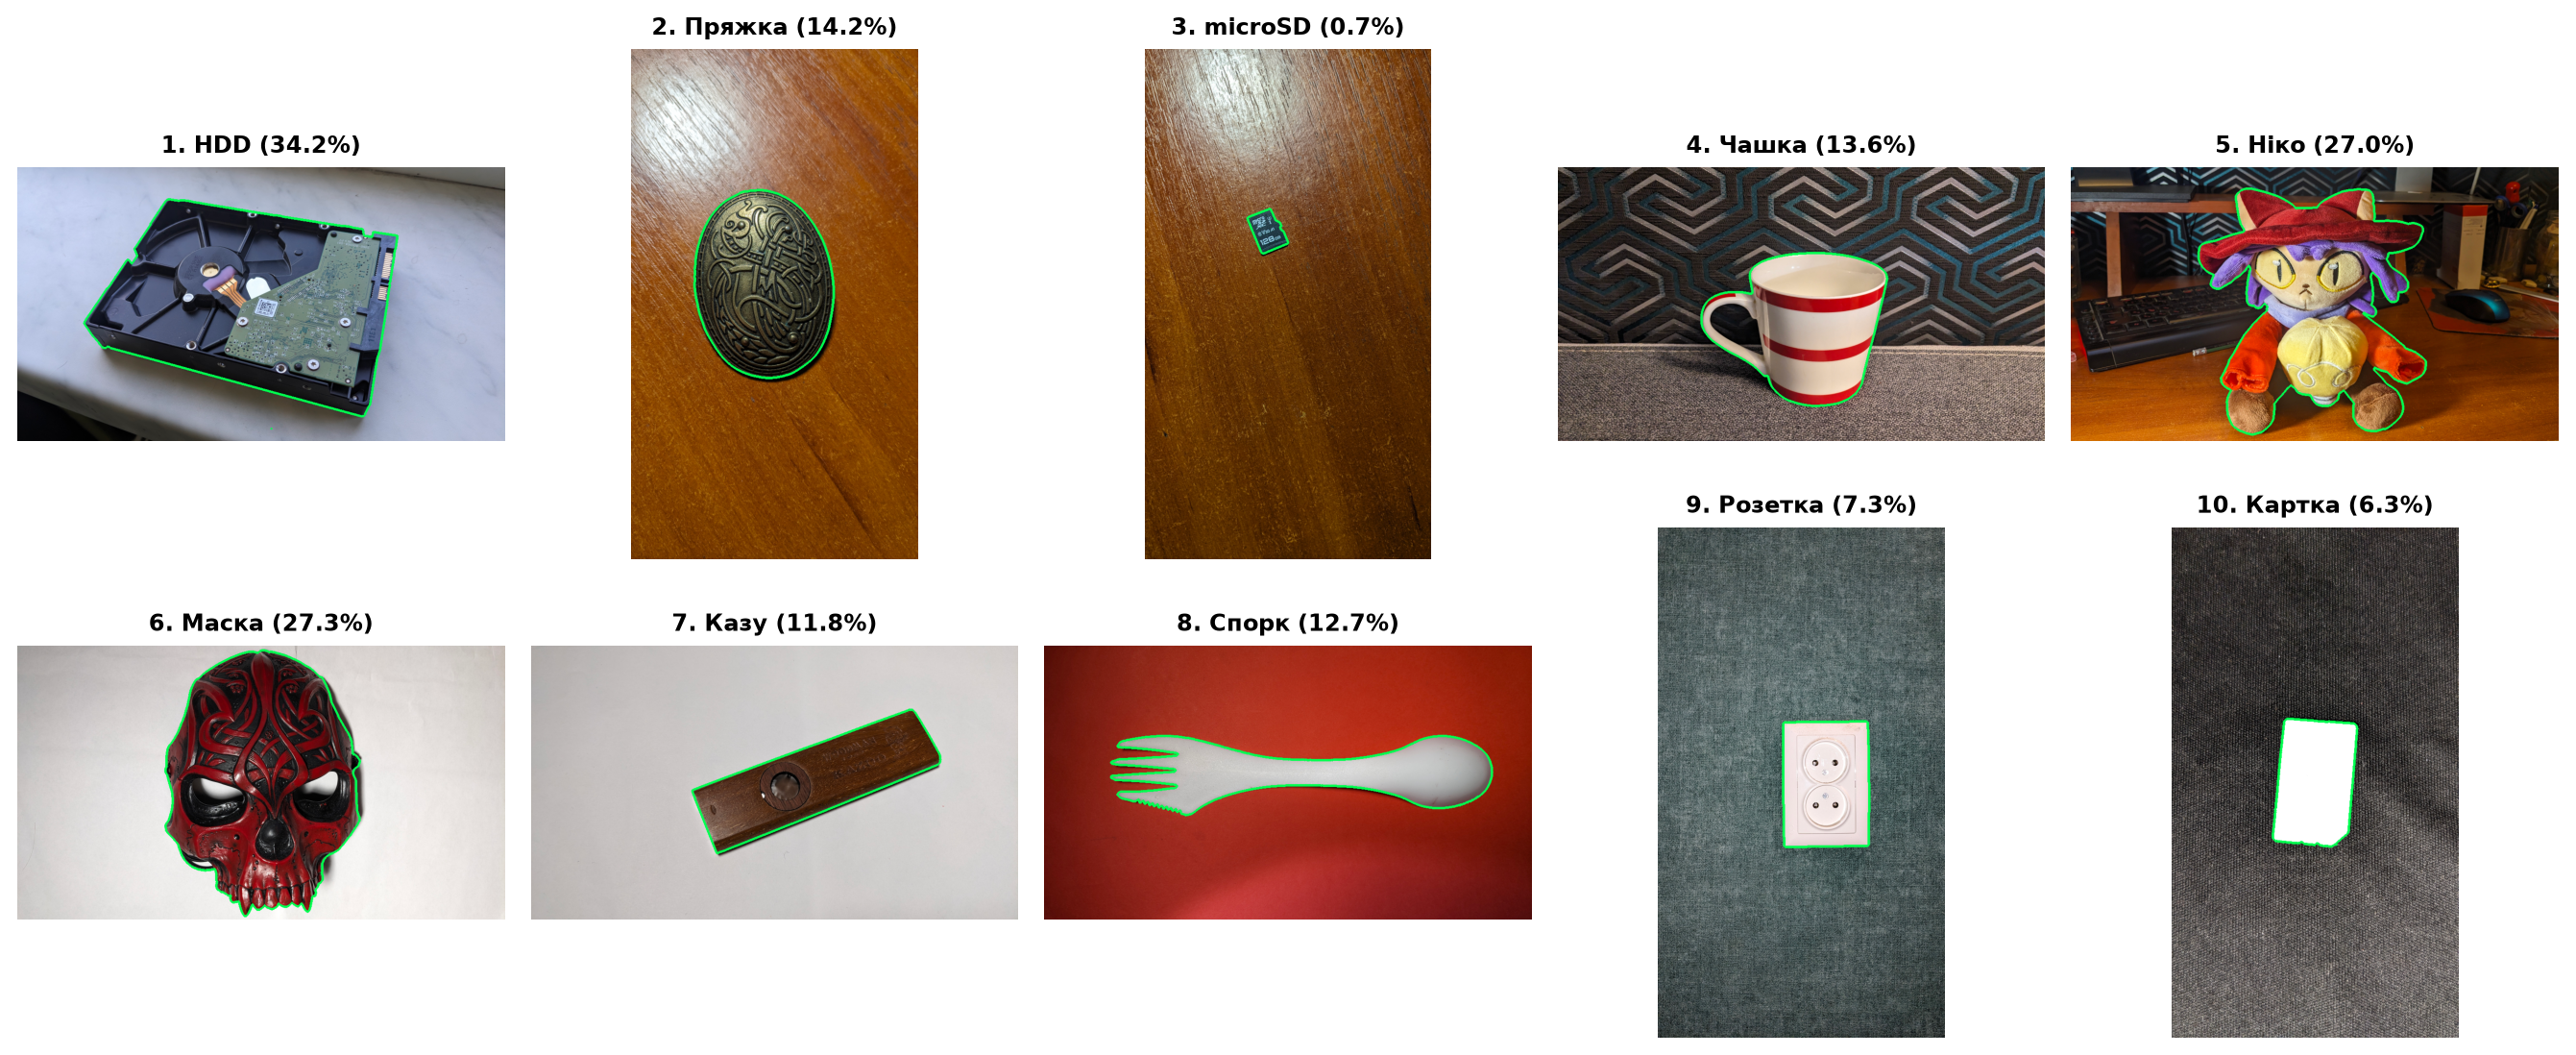 1. HDD (34.2%)
2. Пряжка (14.2%)
3. microSD (0.7%)
4. Чашка (13.6%)
5. Ніко (27.0%)
6. Маска (27.3%)
7. Казу (11.8%)
8. Спорк (12.7%)
9. Розетка (7.3%)
10. Картка (6.3%)